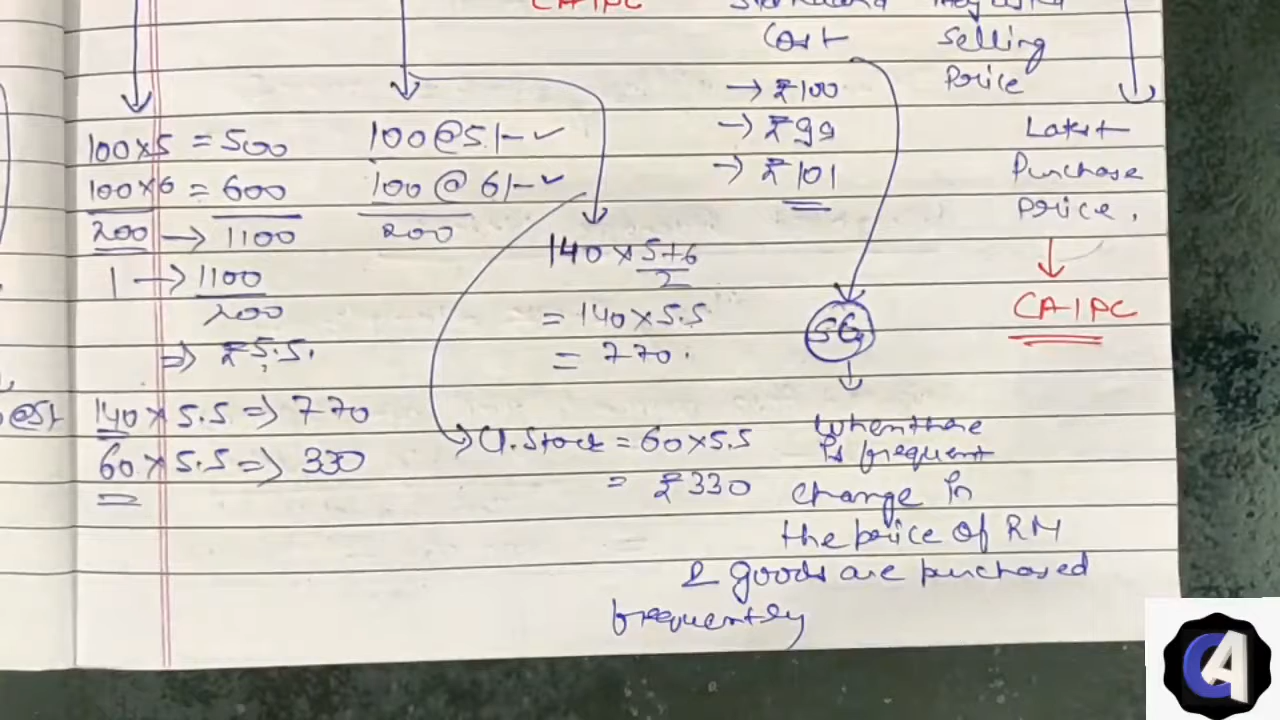 Cost
Selling
Price
→ ₹100
→ ₹99
→ ₹101
Latest
Purchase
Price.
CA IPC
100×5 = 500
100×6 = 600
200 → 1100
1 → 1100
200
⇒ ₹5.5.
140 × 5.5 ⇒ 770
60 × 5.5 ⇒ 330
100@5/- ✓
100@ 6/- ✓
200
140 × 5+6
2
= 140×5.5
= 770.
→ Cl. Stock = 60×5.5
= ₹330
When there
is frequent
change in
the price of RM
& goods are purchased
frequently
CA